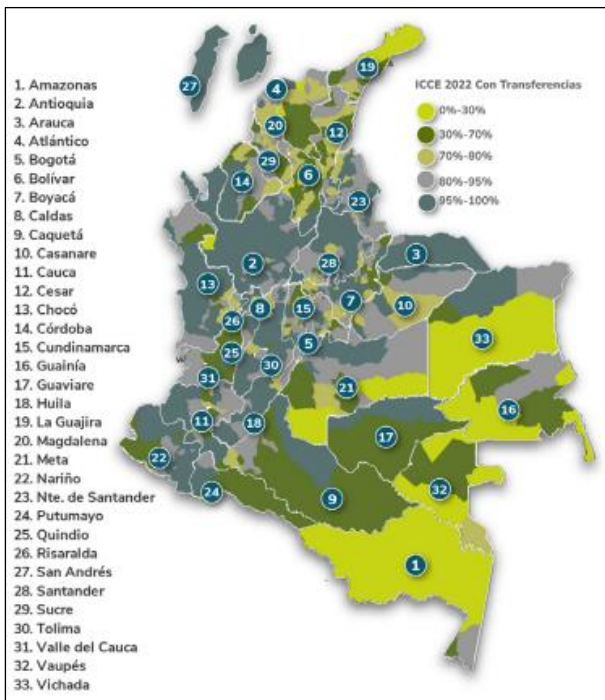 1. Amazonas
2. Antioquia
3. Arauca
4. Atlántico
5. Bogotá
6. Bolívar
7. Boyacá
8. Caldas
9. Caquetá
10. Casanare
11. Cauca
12. Cesar
13. Chocó
14. Córdoba
15. Cundinamarca
16. Guainía
17. Guaviare
18. Huila
19. La Guajira
20. Magdalena
21. Meta
22. Nariño
23. Nte. de Santander
24. Putumayo
25. Quindio
26. Risaralda
27. San Andrés
28. Santander
29. Sucre
30. Tolima
31. Valle del Cauca
32. Vaupés
33. Vichada
ICCE 2022 Con Transferencias
0%-30%
30%-70%
70%-80%
80%-95%
95%-100%
19
27
4
20
12
29
6
14
23
3
2
28
13
8
15
7
10
26
5
33
25
30
31
21
16
11
18
17
22
24
9
32
1